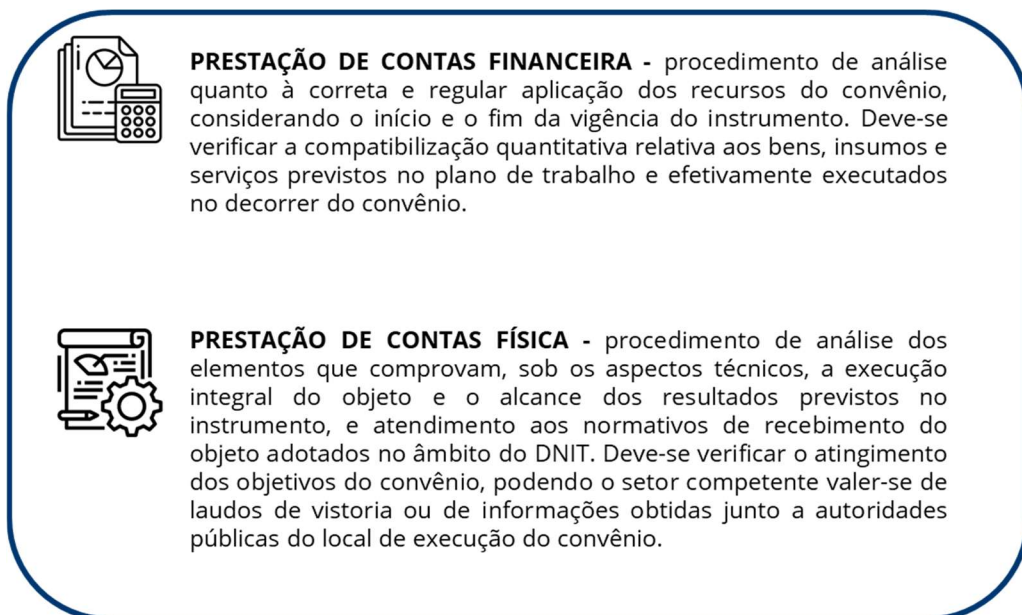 PRESTAÇÃO DE CONTAS FINANCEIRA - procedimento de análise
quanto à correta e regular aplicação dos recursos do convênio,
considerando o início e o fim da vigência do instrumento. Deve-se
verificar a compatibilização quantitativa relativa aos bens, insumos e
serviços previstos no plano de trabalho e efetivamente executados
no decorrer do convênio.
PRESTAÇÃO DE CONTAS FÍSICA - procedimento de análise dos
elementos que comprovam, sob os aspectos técnicos, a execução
integral do objeto e o alcance dos resultados previstos no
instrumento, e atendimento aos normativos de recebimento do
objeto adotados no âmbito do DNIT. Deve-se verificar o atingimento
dos objetivos do convênio, podendo o setor competente valer-se de
laudos de vistoria ou de informações obtidas junto a autoridades
públicas do local de execução do convênio.